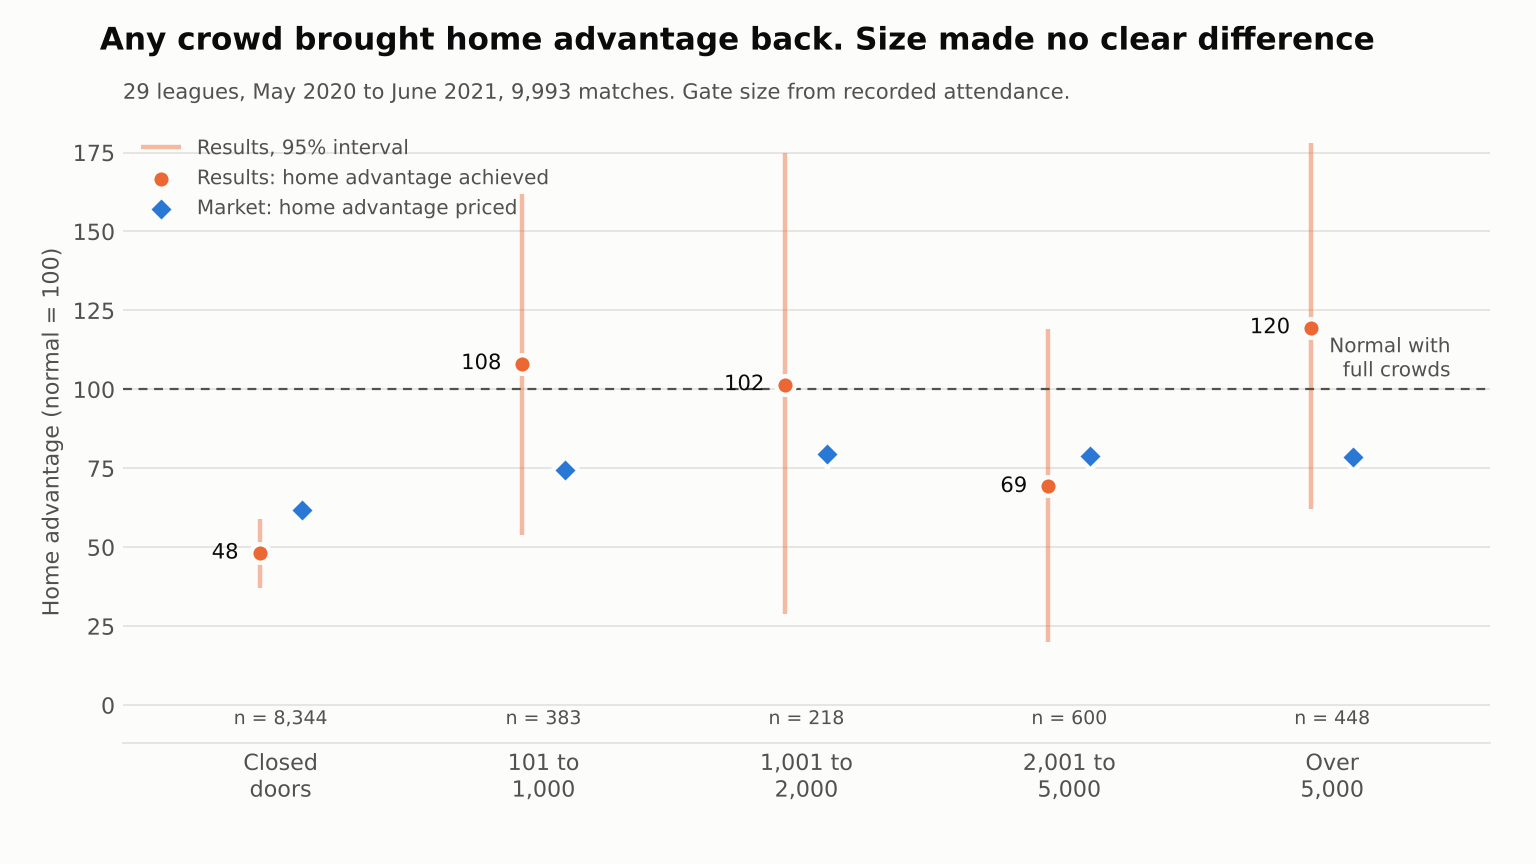 Any crowd brought home advantage back. Size made no clear difference
29 leagues, May 2020 to June 2021, 9,993 matches. Gate size from recorded attendance.
Results, 95% interval
Results: home advantage achieved
Market: home advantage priced
Home advantage (normal = 100)
175
150
125
100
75
50
25
0
48
108
102
69
120
Normal with
full crowds
n = 8,344
n = 383
n = 218
n = 600
n = 448
Closed
doors
101 to
1,000
1,001 to
2,000
2,001 to
5,000
Over
5,000